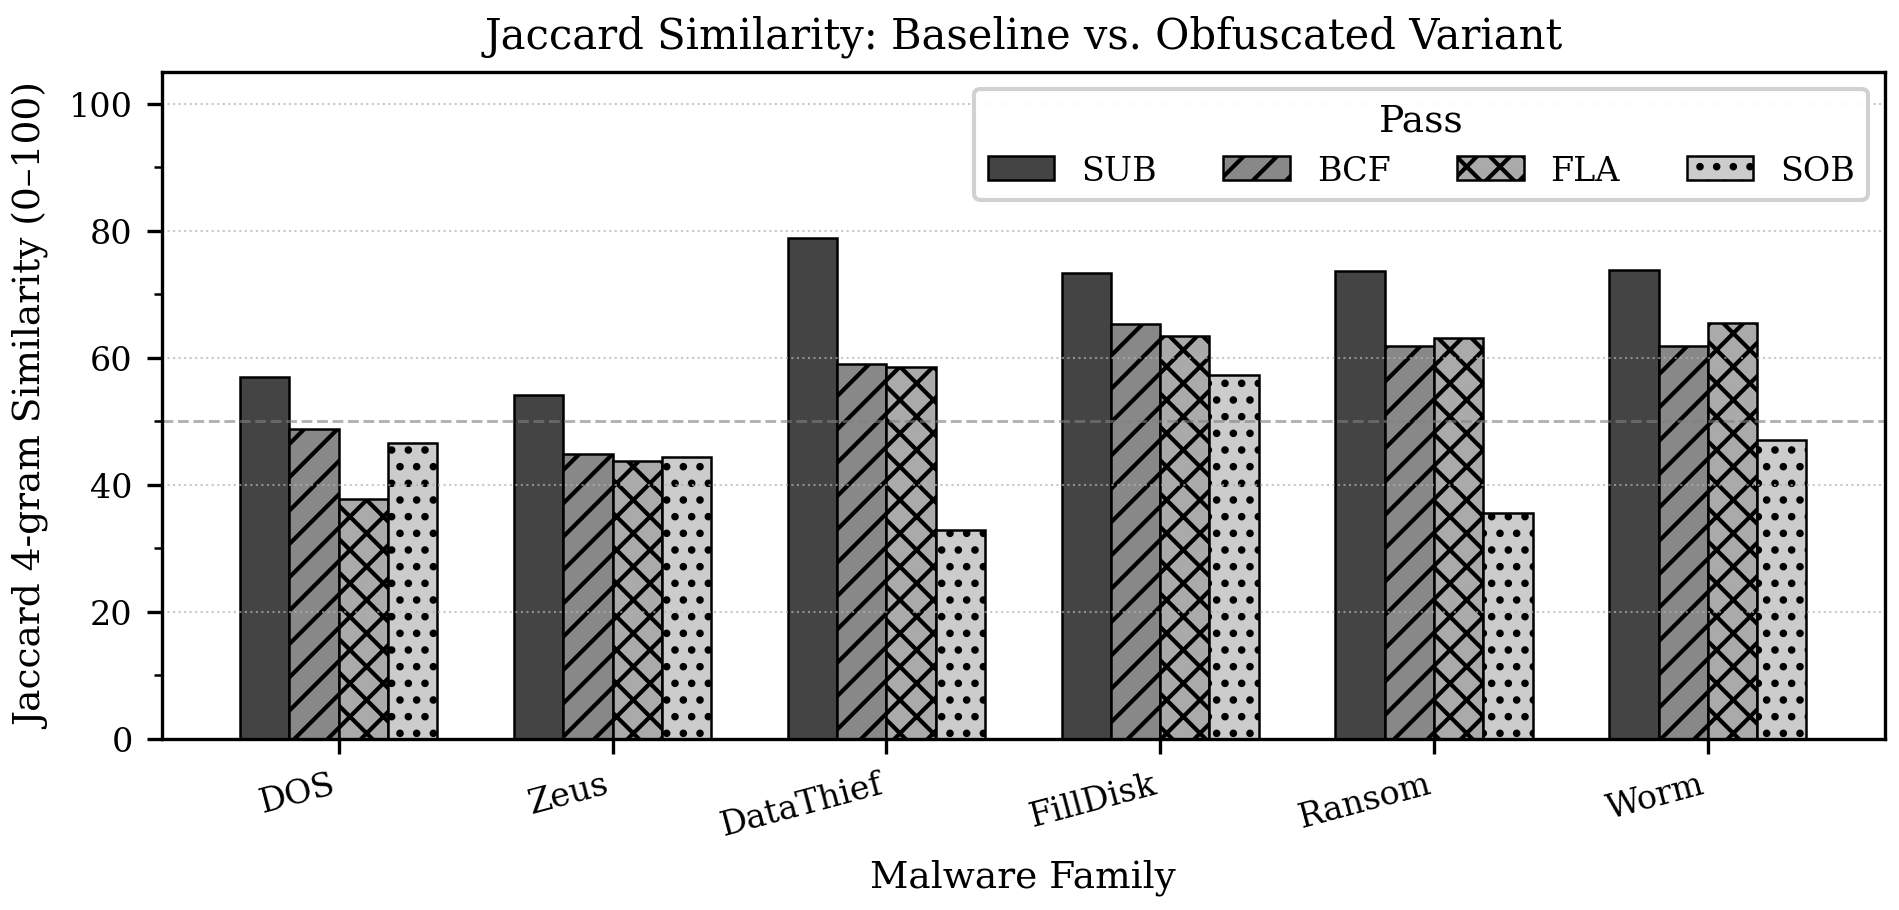 Jaccard Similarity: Baseline vs. Obfuscated Variant
Jaccard 4-gram Similarity (0–100)
100
80
60
40
20
0
Pass
SUB BCF FLA SOB
DOS Zeus DataThief FillDisk Ransom Worm
Malware Family